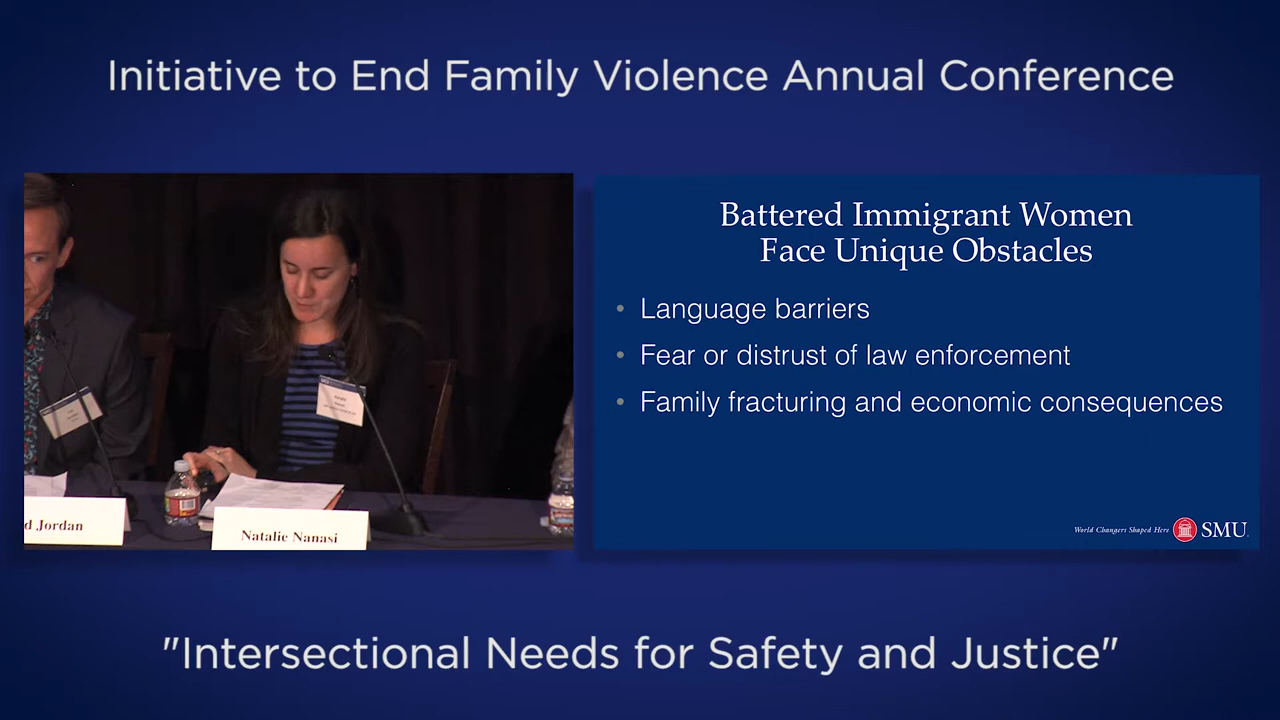 Initiative to End Family Violence Annual Conference
Battered Immigrant Women
Face Unique Obstacles
• Language barriers
• Fear or distrust of law enforcement
• Family fracturing and economic consequences
World Changers Shaped Here SMU
d Jordan
Natalie Nanasi
"Intersectional Needs for Safety and Justice"